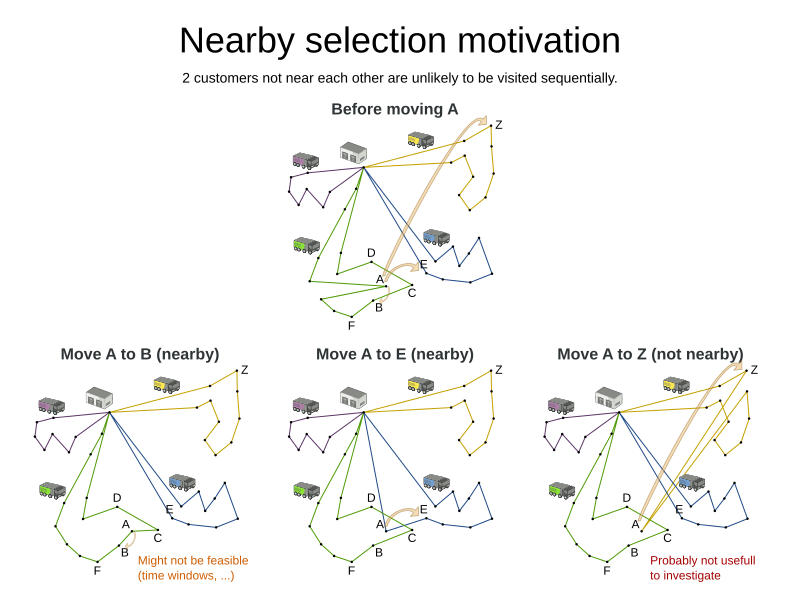 Nearby selection motivation
2 customers not near each other are unlikely to be visited sequentially.
Before moving A
Z
D
E
A
C
B
F
Move A to B (nearby)
Z
D
E
A
C
B
F
Might not be feasible
(time windows, ...)
Move A to E (nearby)
Z
D
E
A
C
B
F
Move A to Z (not nearby)
Z
D
E
A
C
B
F
Probably not usefull
to investigate